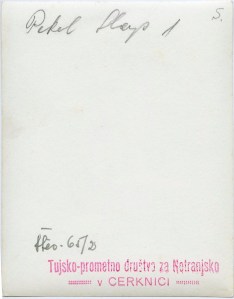 5.
Pekel Slap 1
Tujsko-prometno društvo za Notranjsko
v CERKNICI